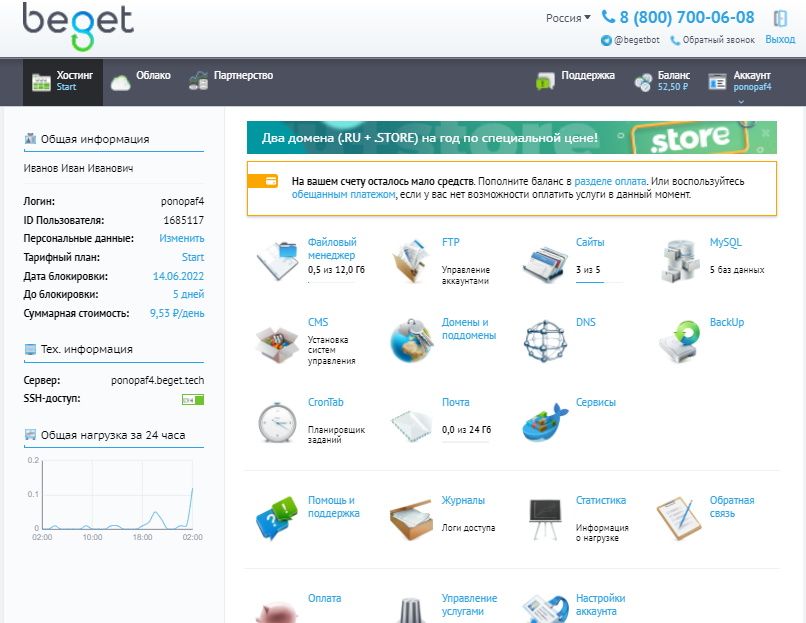 beget
Россия
8 (800) 700-06-08
@begetbot
Обратный звонок
Выход
Хостинг
Start
Облако
Партнерство
Поддержка
Баланс
52,50 ₽
Аккаунт
ponopaf4
Общая информация
Иванов Иван Иванович
Логин: ponopaf4
ID Пользователя: 1685117
Персональные данные: Изменить
Тарифный план: Start
Дата блокировки: 14.06.2022
До блокировки: 5 дней
Суммарная стоимость: 9,53 ₽/день
Тех. информация
Сервер: ponopaf4.beget.tech
SSH-доступ:
Общая нагрузка за 24 часа
0.2
0.1
0
02:00 10:00 18:00 02:00
Два домена (.RU + .STORE) на год по специальной цене!
.store
На вашем счету осталось мало средств. Пополните баланс в разделе оплата. Или воспользуйтесь
обещанным платежом, если у вас нет возможности оплатить услуги в данный момент.
Файловый
менеджер
0,5 из 12,0 Гб
FTP
Управление
аккаунтами
Сайты
3 из 5
MySQL
5 баз данных
CMS
Установка
систем
управления
Домены и
поддомены
DNS
BackUp
CronTab
Планировщик
заданий
Почта
0,0 из 24 Гб
Сервисы
Помощь и
поддержка
Журналы
Логи доступа
Статистика
Информация
о нагрузке
Обратная
связь
Оплата
Управление
услугами
Настройки
аккаунта